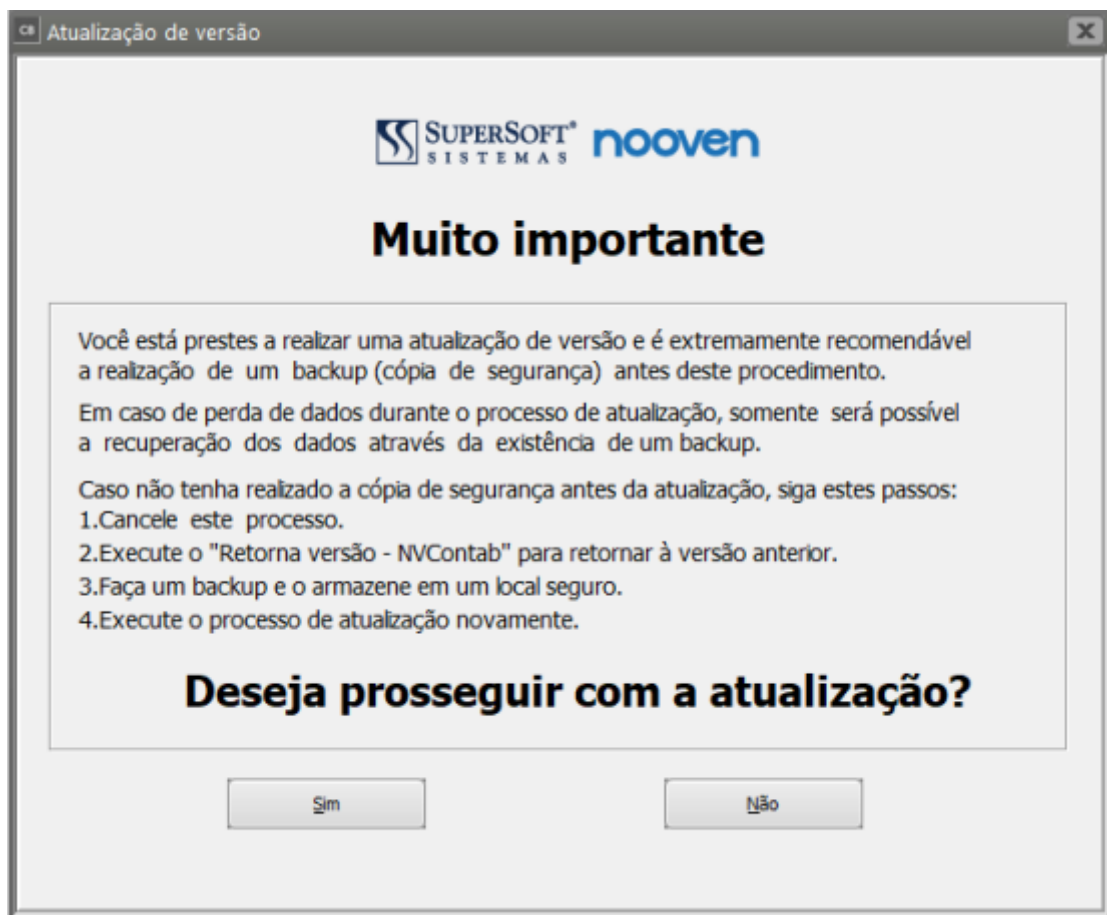 CB Atualização de versão
SUPERSOFT® nooven
SISTEMAS
Muito importante
Você está prestes a realizar uma atualização de versão e é extremamente recomendável
a realização de um backup (cópia de segurança) antes deste procedimento.
Em caso de perda de dados durante o processo de atualização, somente será possível
a recuperação dos dados através da existência de um backup.
Caso não tenha realizado a cópia de segurança antes da atualização, siga estes passos:
1.Cancele este processo.
2.Execute o "Retorna versão - NVContab" para retornar à versão anterior.
3.Faça um backup e o armazene em um local seguro.
4.Execute o processo de atualização novamente.
Deseja prosseguir com a atualização?
Sim Não